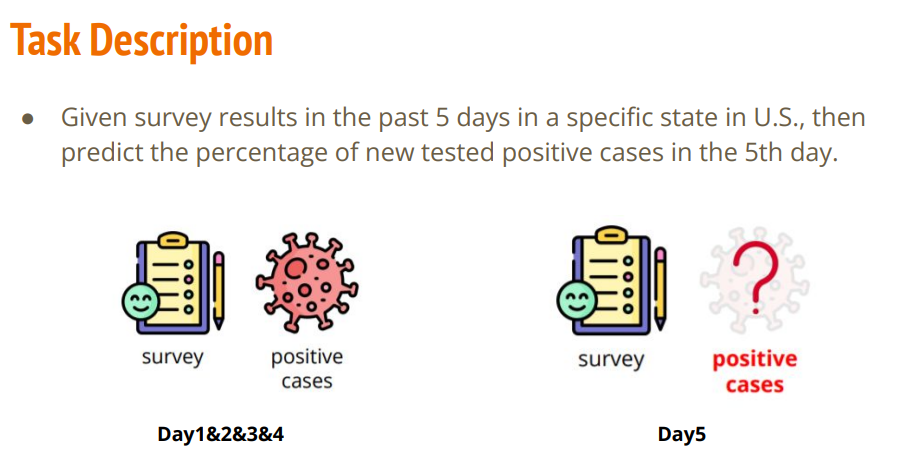 Task Description
● Given survey results in the past 5 days in a specific state in U.S., then
predict the percentage of new tested positive cases in the 5th day.
?
survey
positive
cases
survey
positive
cases
Day1&2&3&4
Day5